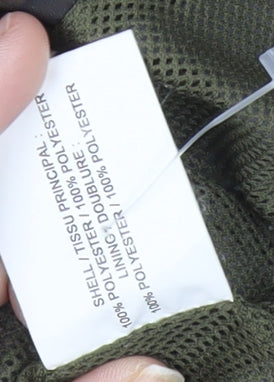 SHELL / TISSU PRINCIPAL :
100% POLYESTER / 100% POLYESTER
LINING / DOUBLURE :
100% POLYESTER / 100% POLYESTER